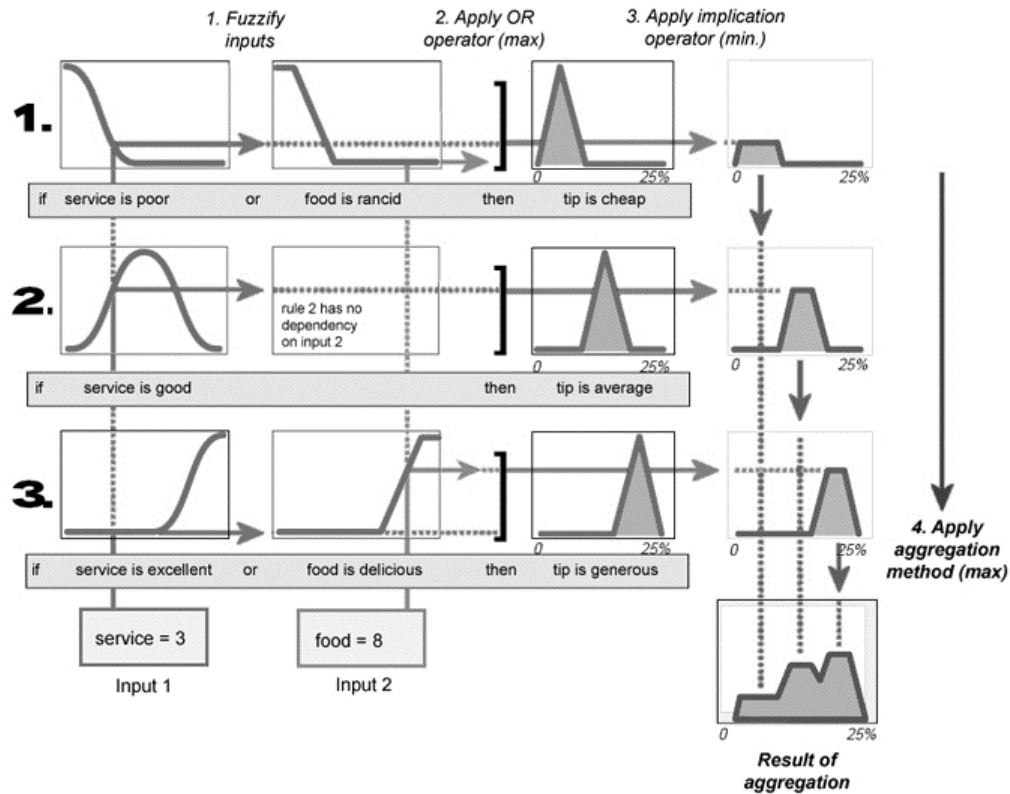 1. Fuzzify
inputs
2. Apply OR
operator (max)
3. Apply implication
operator (min.)
1.
0 25%
0 25%
if service is poor or food is rancid then tip is cheap
2.
rule 2 has no
dependency
on input 2
0 25%
0 25%
if service is good then tip is average
3.
0 25%
0 25%
if service is excellent or food is delicious then tip is generous
4. Apply
aggregation
method (max)
service = 3
food = 8
Input 1
Input 2
0 25%
Result of
aggregation